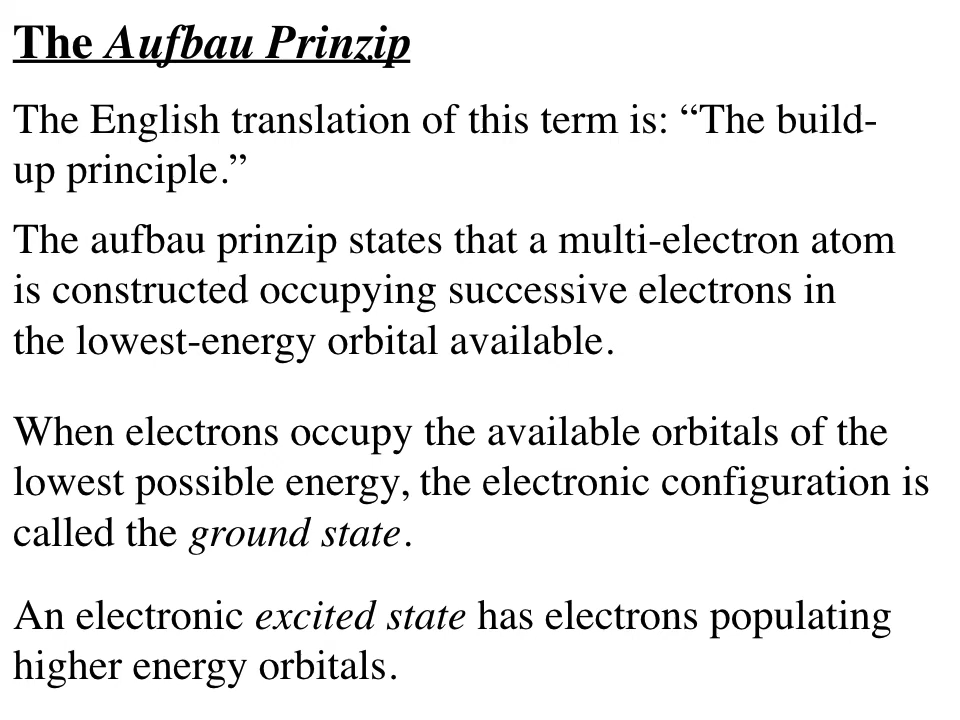 The Aufbau Prinzip
The English translation of this term is: “The build-
up principle.”
The aufbau prinzip states that a multi-electron atom
is constructed occupying successive electrons in
the lowest-energy orbital available.
When electrons occupy the available orbitals of the
lowest possible energy, the electronic configuration is
called the ground state.
An electronic excited state has electrons populating
higher energy orbitals.